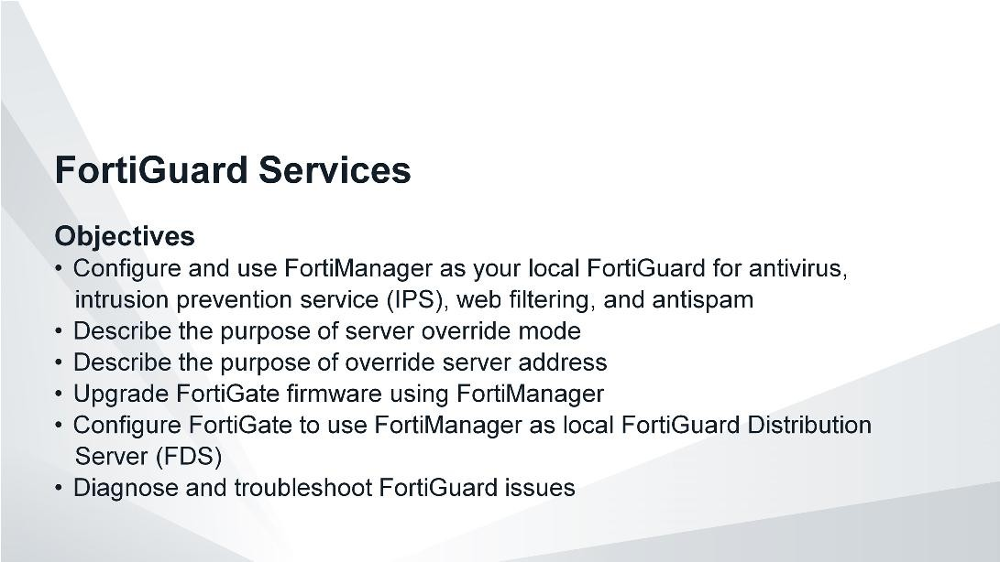 FortiGuard Services
Objectives
• Configure and use FortiManager as your local FortiGuard for antivirus,
intrusion prevention service (IPS), web filtering, and antispam
• Describe the purpose of server override mode
• Describe the purpose of override server address
• Upgrade FortiGate firmware using FortiManager
• Configure FortiGate to use FortiManager as local FortiGuard Distribution
Server (FDS)
• Diagnose and troubleshoot FortiGuard issues